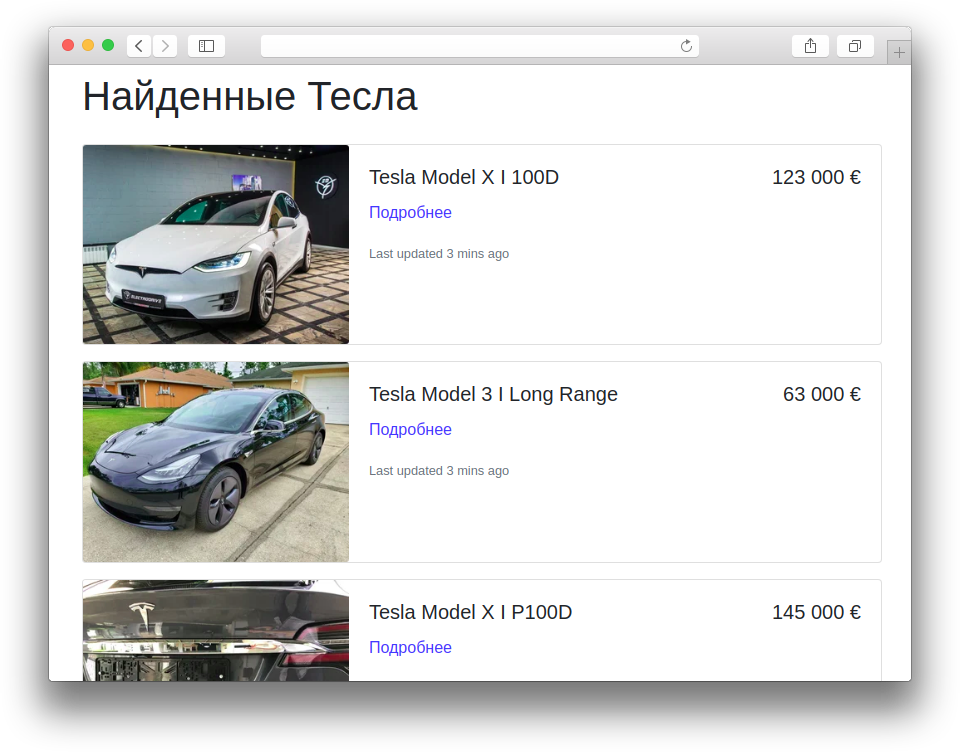 Найденные Тесла
Tesla Model X I 100D
123 000 €
Подробнее
Last updated 3 mins ago
ELECTRODRIVE
Tesla Model 3 I Long Range
63 000 €
Подробнее
Last updated 3 mins ago
Tesla Model X I P100D
145 000 €
Подробнее